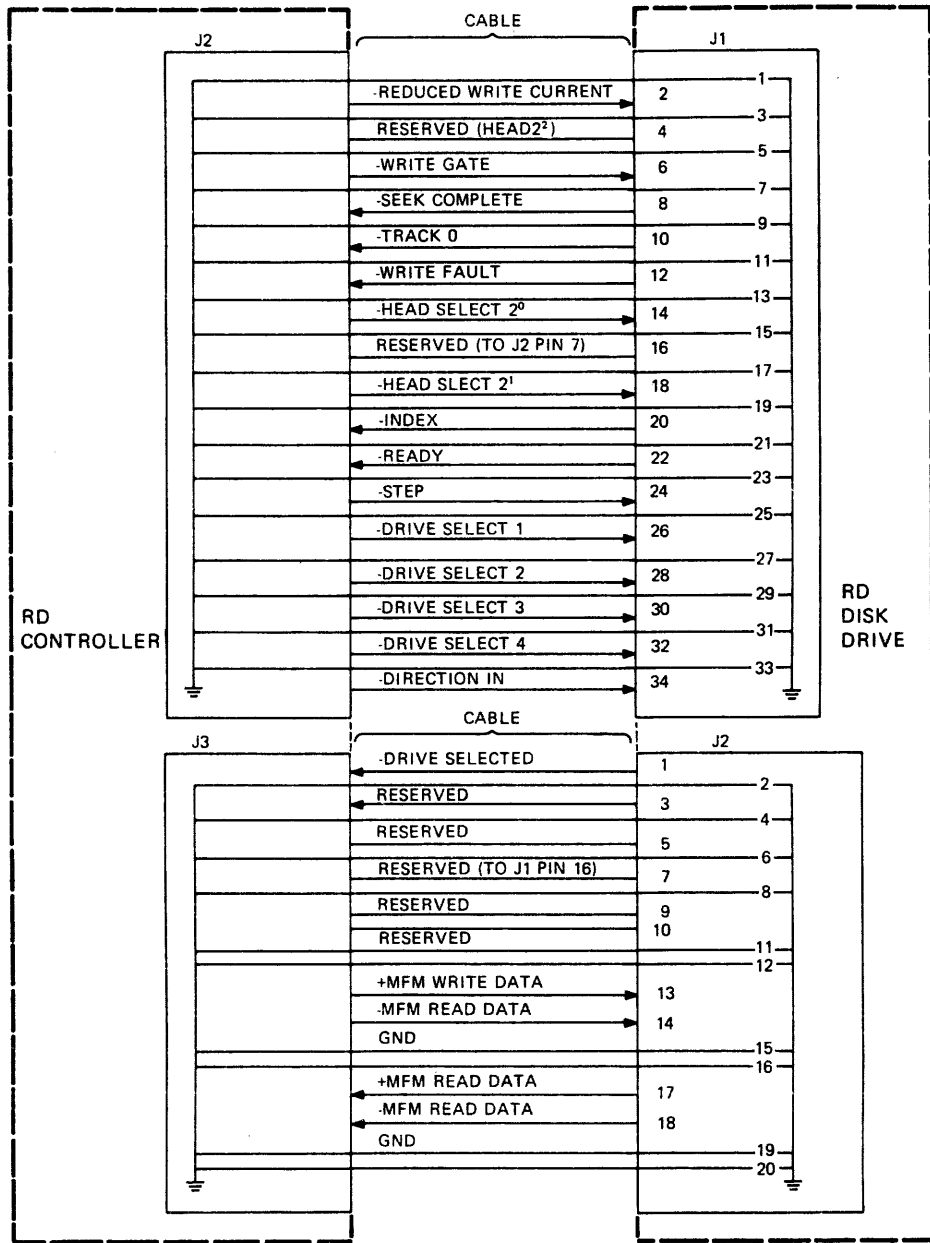 CABLE
J2
J1
1
-REDUCED WRITE CURRENT 2
3
RESERVED (HEAD2²) 4
5
-WRITE GATE 6
7
-SEEK COMPLETE 8
9
-TRACK 0 10
11
-WRITE FAULT 12
13
-HEAD SELECT 2⁰ 14
15
RESERVED (TO J2 PIN 7) 16
17
-HEAD SLECT 2¹ 18
19
-INDEX 20
21
-READY 22
23
-STEP 24
25
-DRIVE SELECT 1 26
27
-DRIVE SELECT 2 28
29
-DRIVE SELECT 3 30
31
-DRIVE SELECT 4 32
33
-DIRECTION IN 34
RD
CONTROLLER
RD
DISK
DRIVE
CABLE
J3
J2
-DRIVE SELECTED 1
2
RESERVED 3
4
RESERVED 5
6
RESERVED (TO J1 PIN 16) 7
8
RESERVED 9
10
RESERVED
11
12
+MFM WRITE DATA 13
-MFM READ DATA 14
GND
15
16
+MFM READ DATA 17
-MFM READ DATA 18
GND
19
20